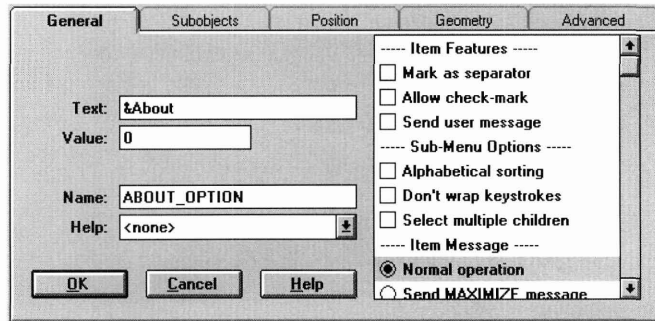 General Subobjects Position Geometry Advanced
Text: &About
Value: 0
Name: ABOUT_OPTION
Help: <none>
OK Cancel Help
----- Item Features -----
Mark as separator
Allow check-mark
Send user message
----- Sub-Menu Options -----
Alphabetical sorting
Don't wrap keystrokes
Select multiple children
----- Item Message -----
Normal operation
Send MAXIMIZE message